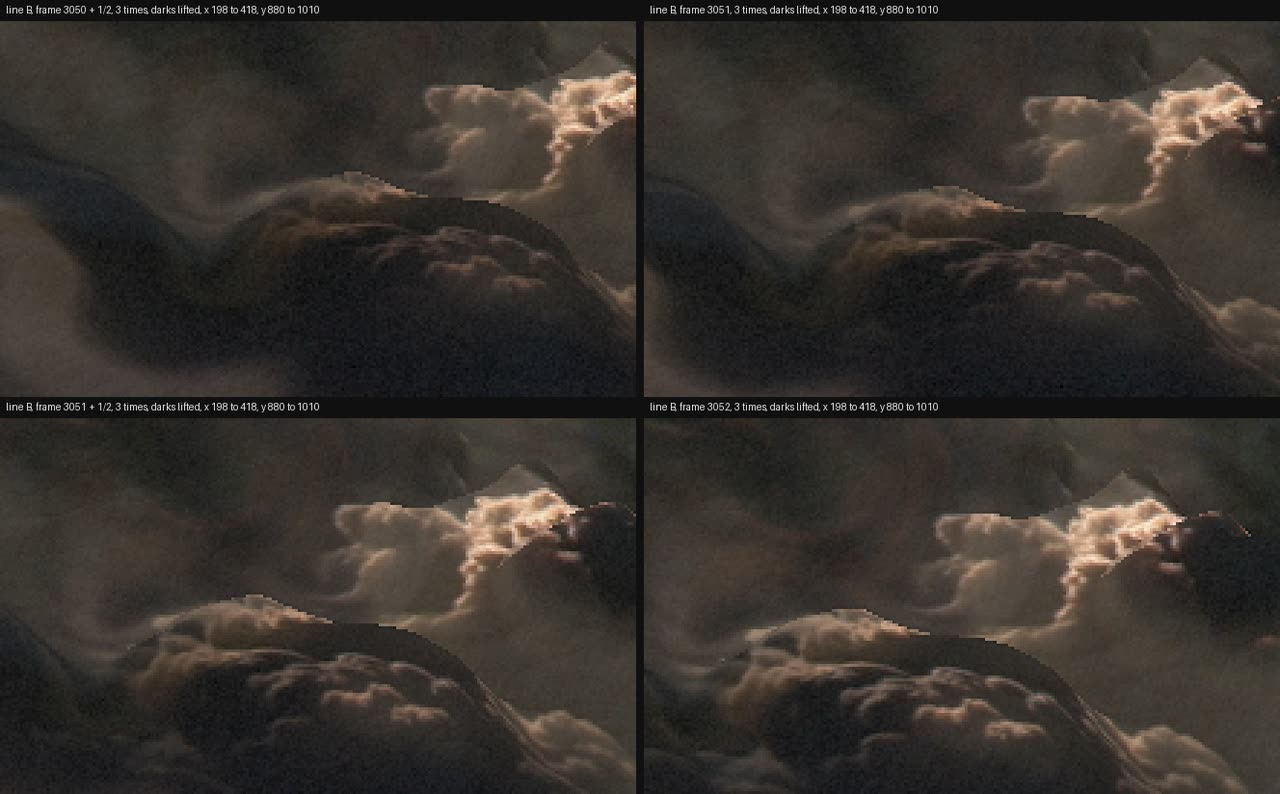 line B, frame 3050 + 1/2, 3 times, darks lifted, x 198 to 418, y 880 to 1010
line B, frame 3051, 3 times, darks lifted, x 198 to 418, y 880 to 1010
line B, frame 3051 + 1/2, 3 times, darks lifted, x 198 to 418, y 880 to 1010
line B, frame 3052, 3 times, darks lifted, x 198 to 418, y 880 to 1010